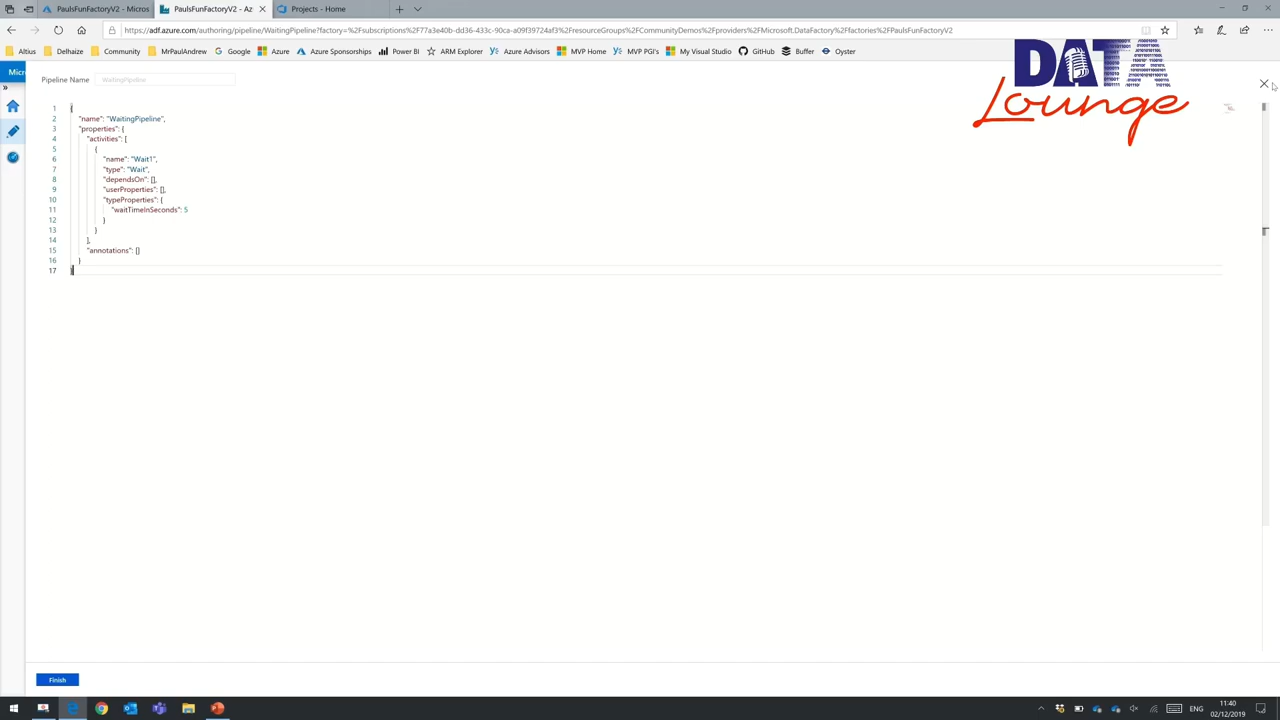 PaulsFunFactoryV2 - Micros
PaulsFunFactoryV2 - Az
Projects - Home
https://adf.azure.com/authoring/pipeline/WaitingPipeline?factory=%2Fsubscriptions%2F77a3e40b-dd36-433c-90ca-a09f39724af3%2FresourceGroups%2FCommunityDemos%2Fproviders%2FMicrosoft.DataFactory%2Ffactories%2FPaulsFunFactoryV2
Altius Delhaize Community MrPaulAndrew Google Azure Azure Sponsorships Power BI ARM Explorer Azure Advisors MVP Home MVP PGI's My Visual Studio GitHub Buffer Oyster
DATA
Lounge
Micr
Pipeline Name WaitingPipeline
1 {
2 "name": "WaitingPipeline",
3 "properties": {
4 "activities": [
5 {
6 "name": "Wait1",
7 "type": "Wait",
8 "dependsOn": [],
9 "userProperties": [],
10 "typeProperties": {
11 "waitTimeInSeconds": 5
12 }
13 }
14 ],
15 "annotations": []
16 }
17 }
Finish
ENG
11:40
02/12/2019